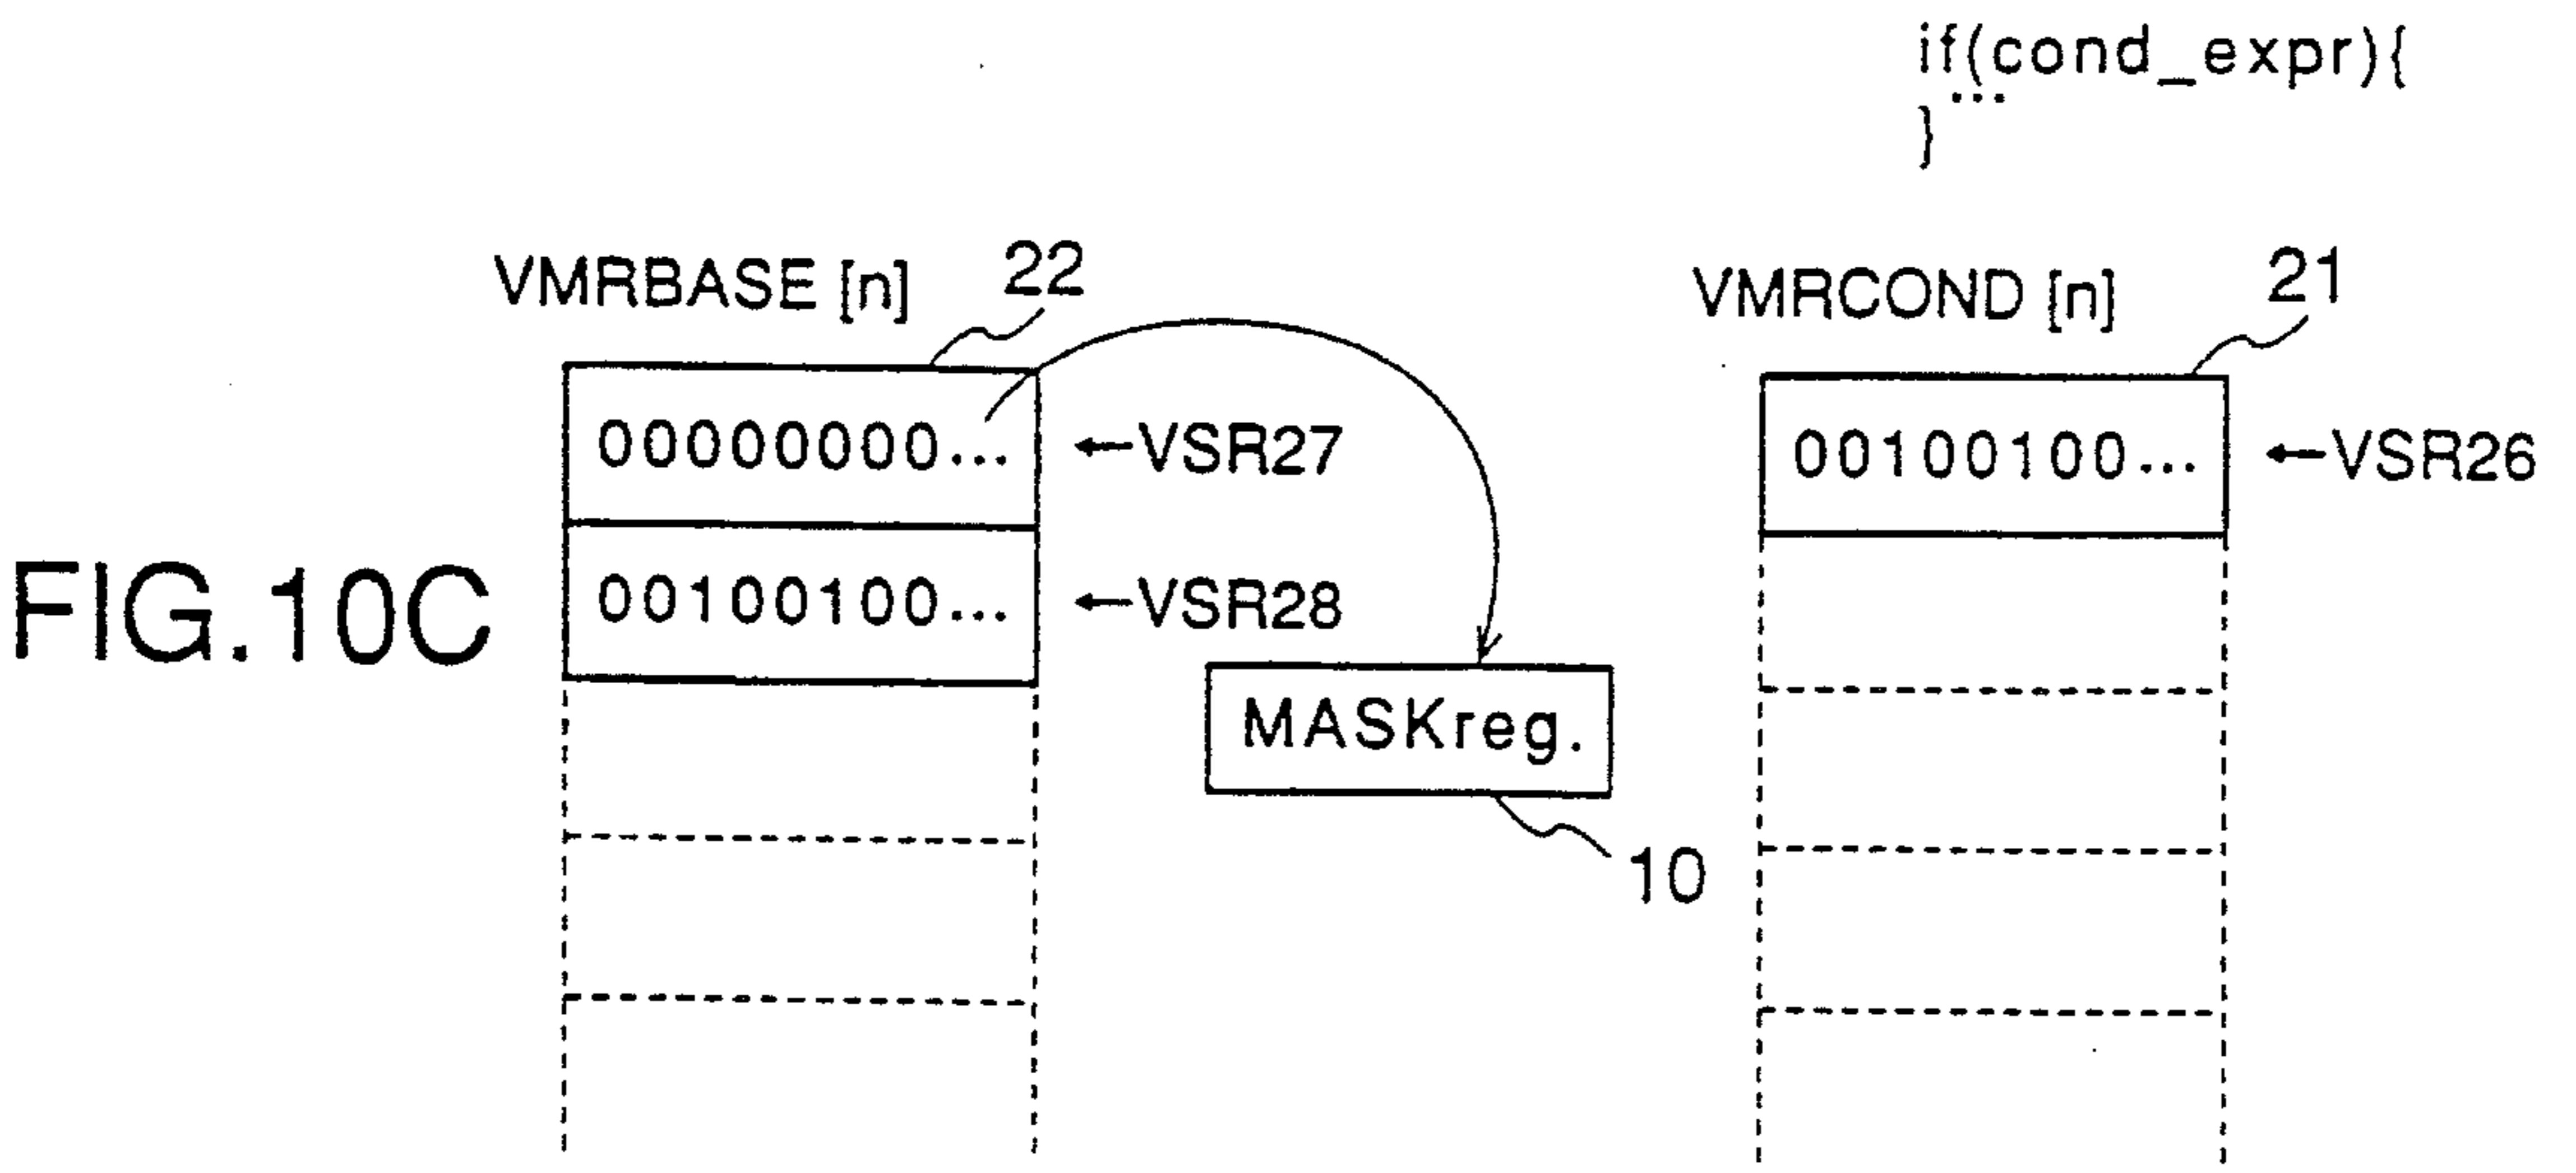 if(cond_expr){
...
}
VMRBASE [n] 22
VMRCOND [n] 21
00000000... ←VSR27
00100100... ←VSR26
FIG.10C
00100100... ←VSR28
MASKreg.
10